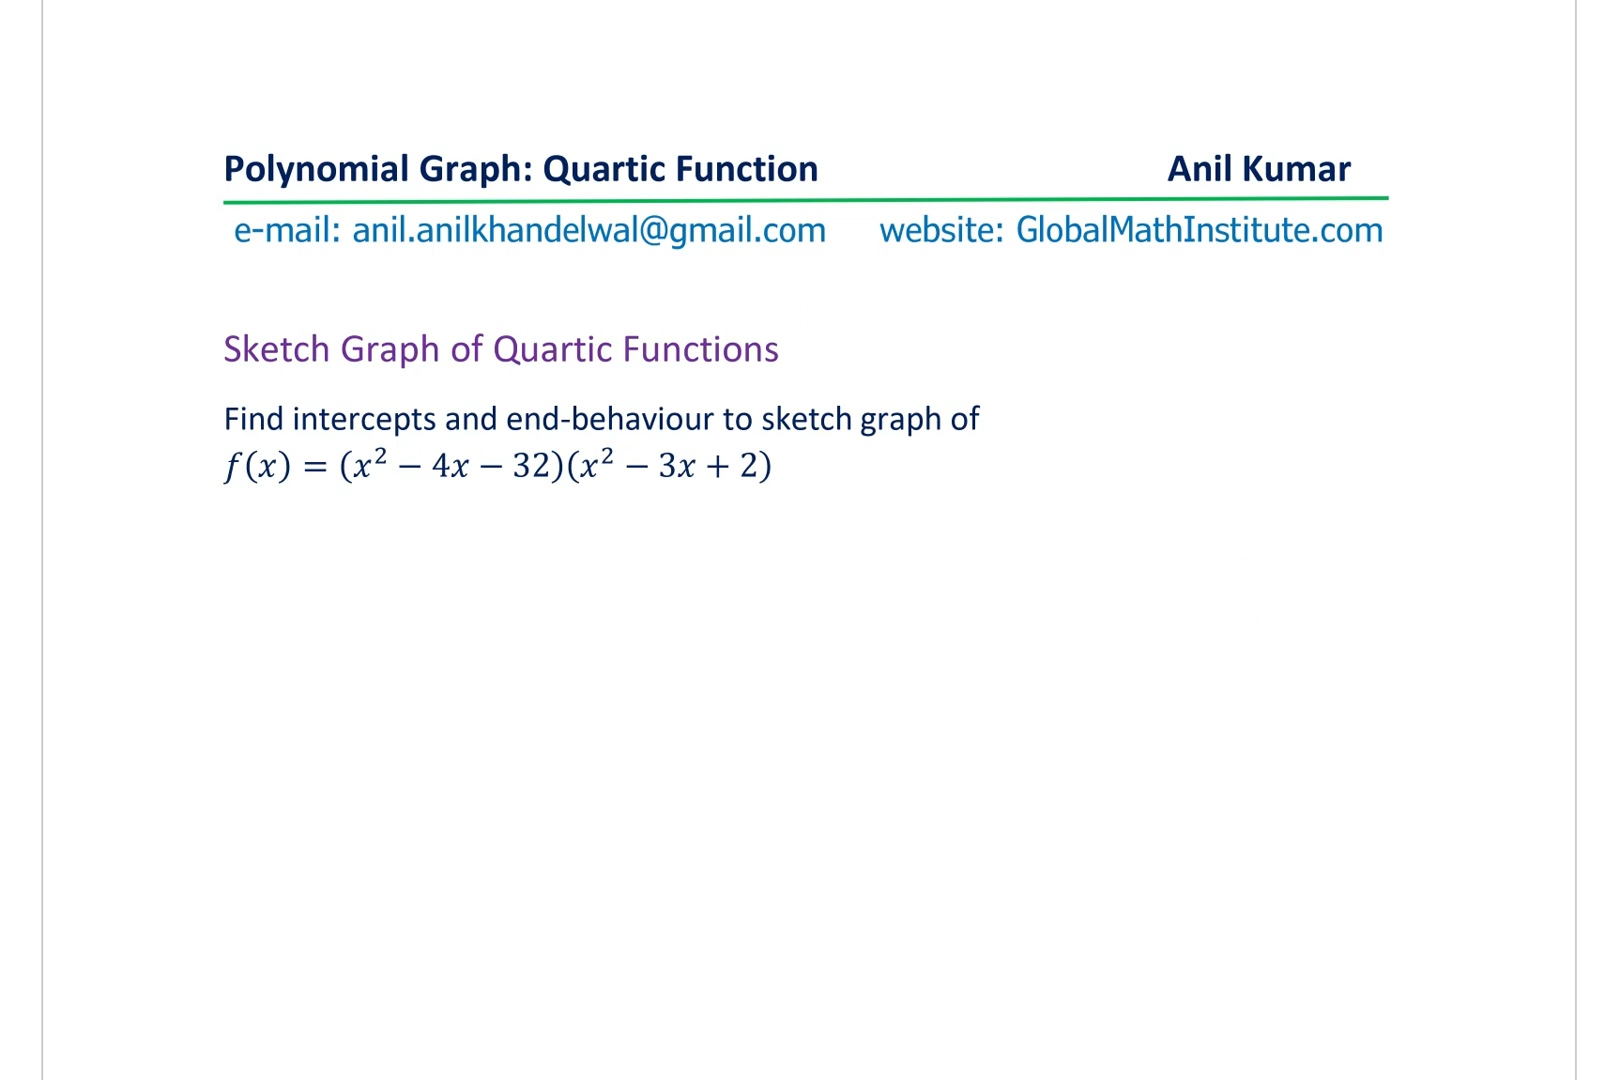 Polynomial Graph: Quartic Function Anil Kumar
e-mail: anil.anilkhandelwal@gmail.com website: GlobalMathInstitute.com
Sketch Graph of Quartic Functions
Find intercepts and end-behaviour to sketch graph of
f(x) = (x² − 4x − 32)(x² − 3x + 2)